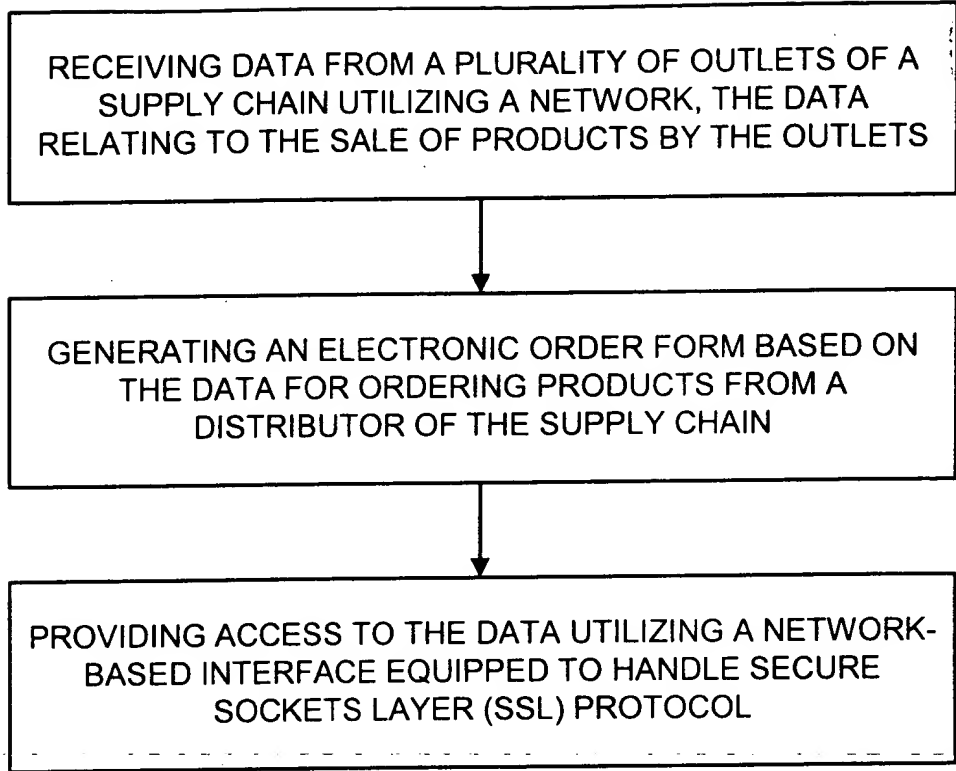 RECEIVING DATA FROM A PLURALITY OF OUTLETS OF A
SUPPLY CHAIN UTILIZING A NETWORK, THE DATA
RELATING TO THE SALE OF PRODUCTS BY THE OUTLETS
GENERATING AN ELECTRONIC ORDER FORM BASED ON
THE DATA FOR ORDERING PRODUCTS FROM A
DISTRIBUTOR OF THE SUPPLY CHAIN
PROVIDING ACCESS TO THE DATA UTILIZING A NETWORK-
BASED INTERFACE EQUIPPED TO HANDLE SECURE
SOCKETS LAYER (SSL) PROTOCOL